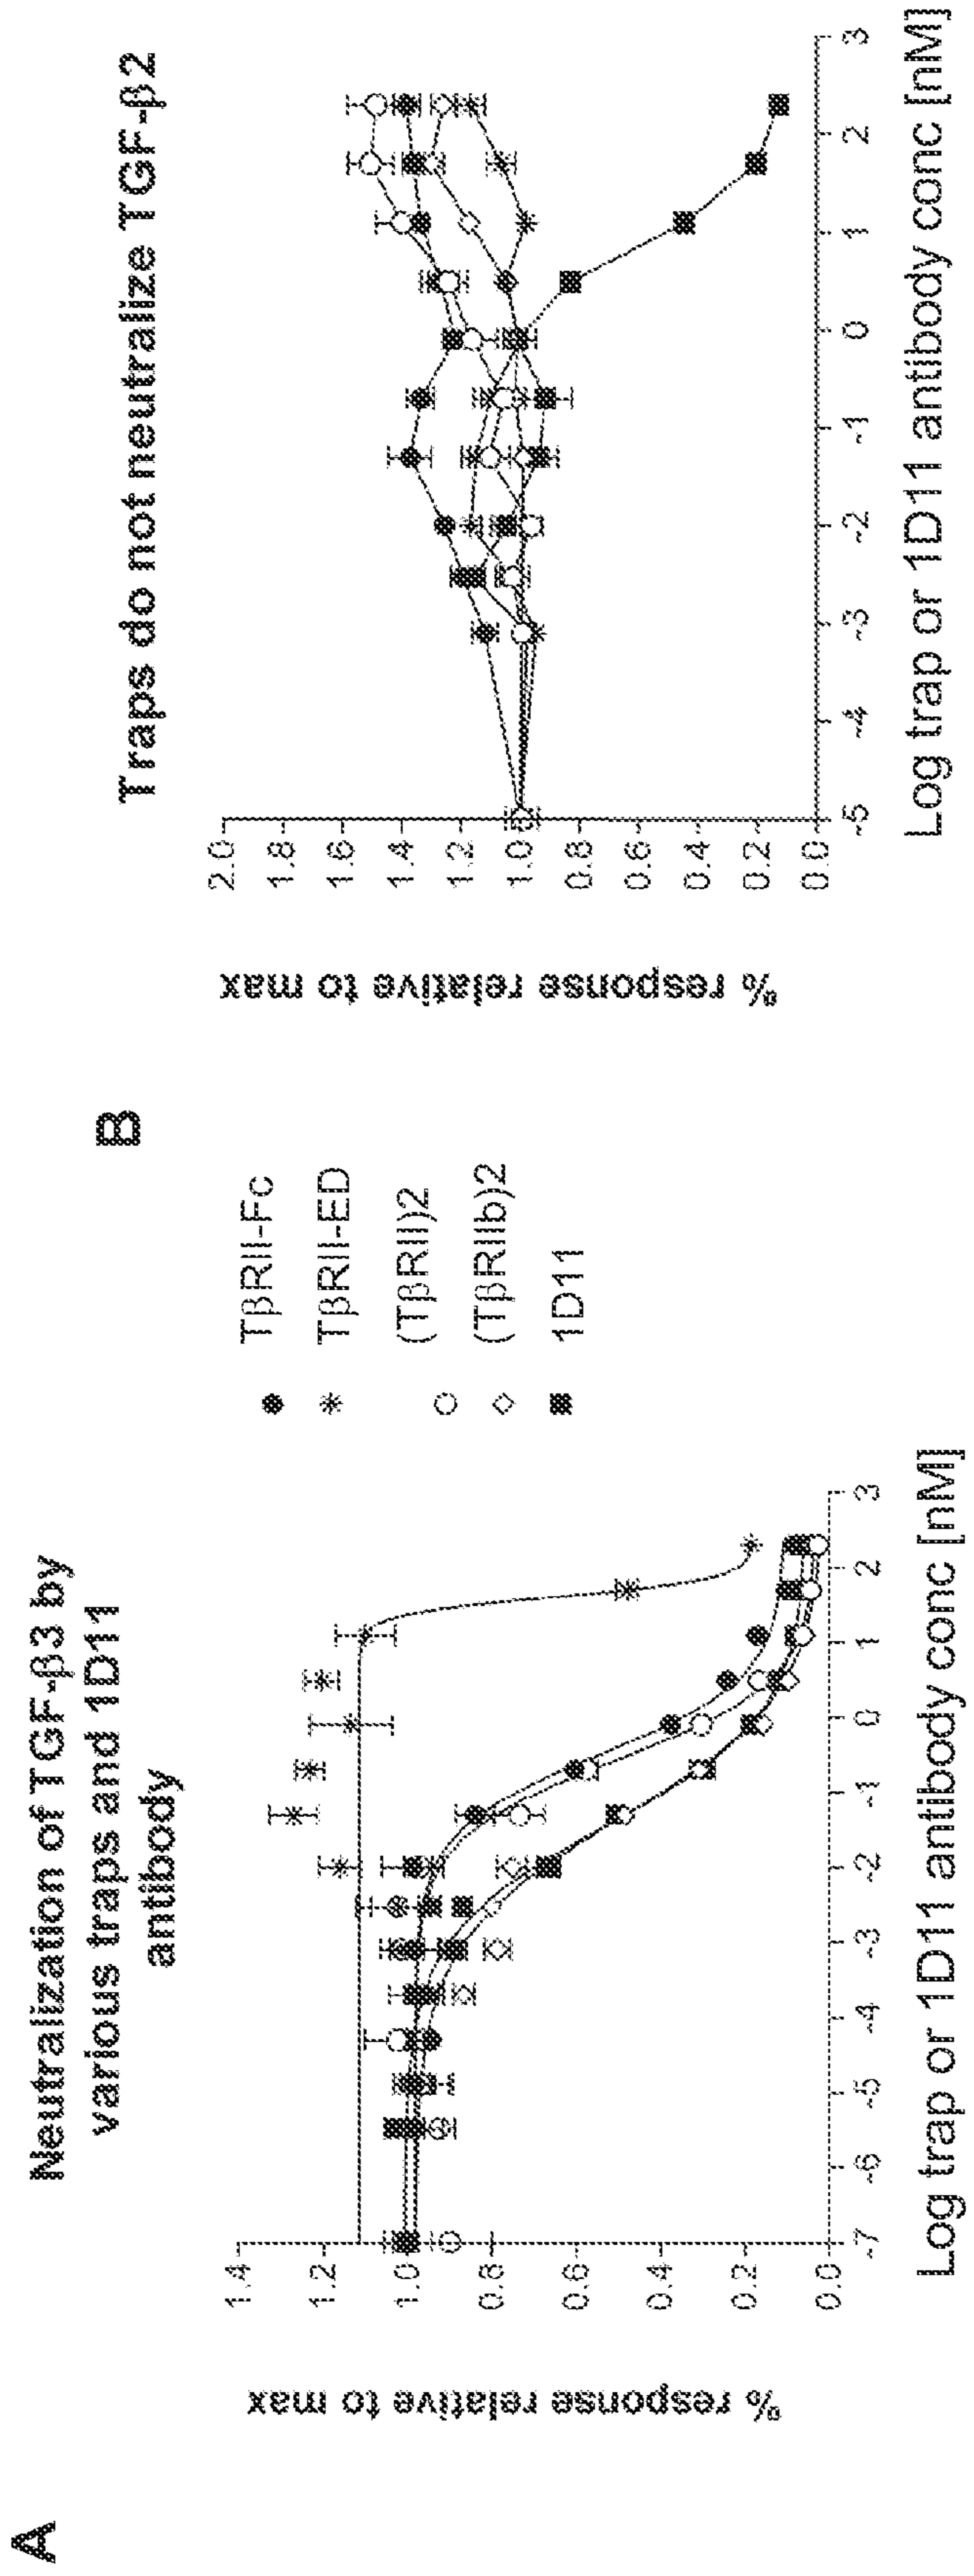 A
Neutralization of TGF-β3 by
various traps and 1D11
antibody
% response relative to max
1.4
1.2
1.0
0.8
0.6
0.4
0.2
0.0
-7 -6 -5 -4 -3 -2 -1 0 1 2 3
Log trap or 1D11 antibody conc [nM]
TβRII-Fc
TβRII-ED
(TβRII)2
(TβRIIb)2
1D11
B
Traps do not neutralize TGF-β2
% response relative to max
2.0
1.8
1.6
1.4
1.2
1.0
0.8
0.6
0.4
0.2
0.0
-5 -4 -3 -2 -1 0 1 2 3
Log trap or 1D11 antibody conc [nM]